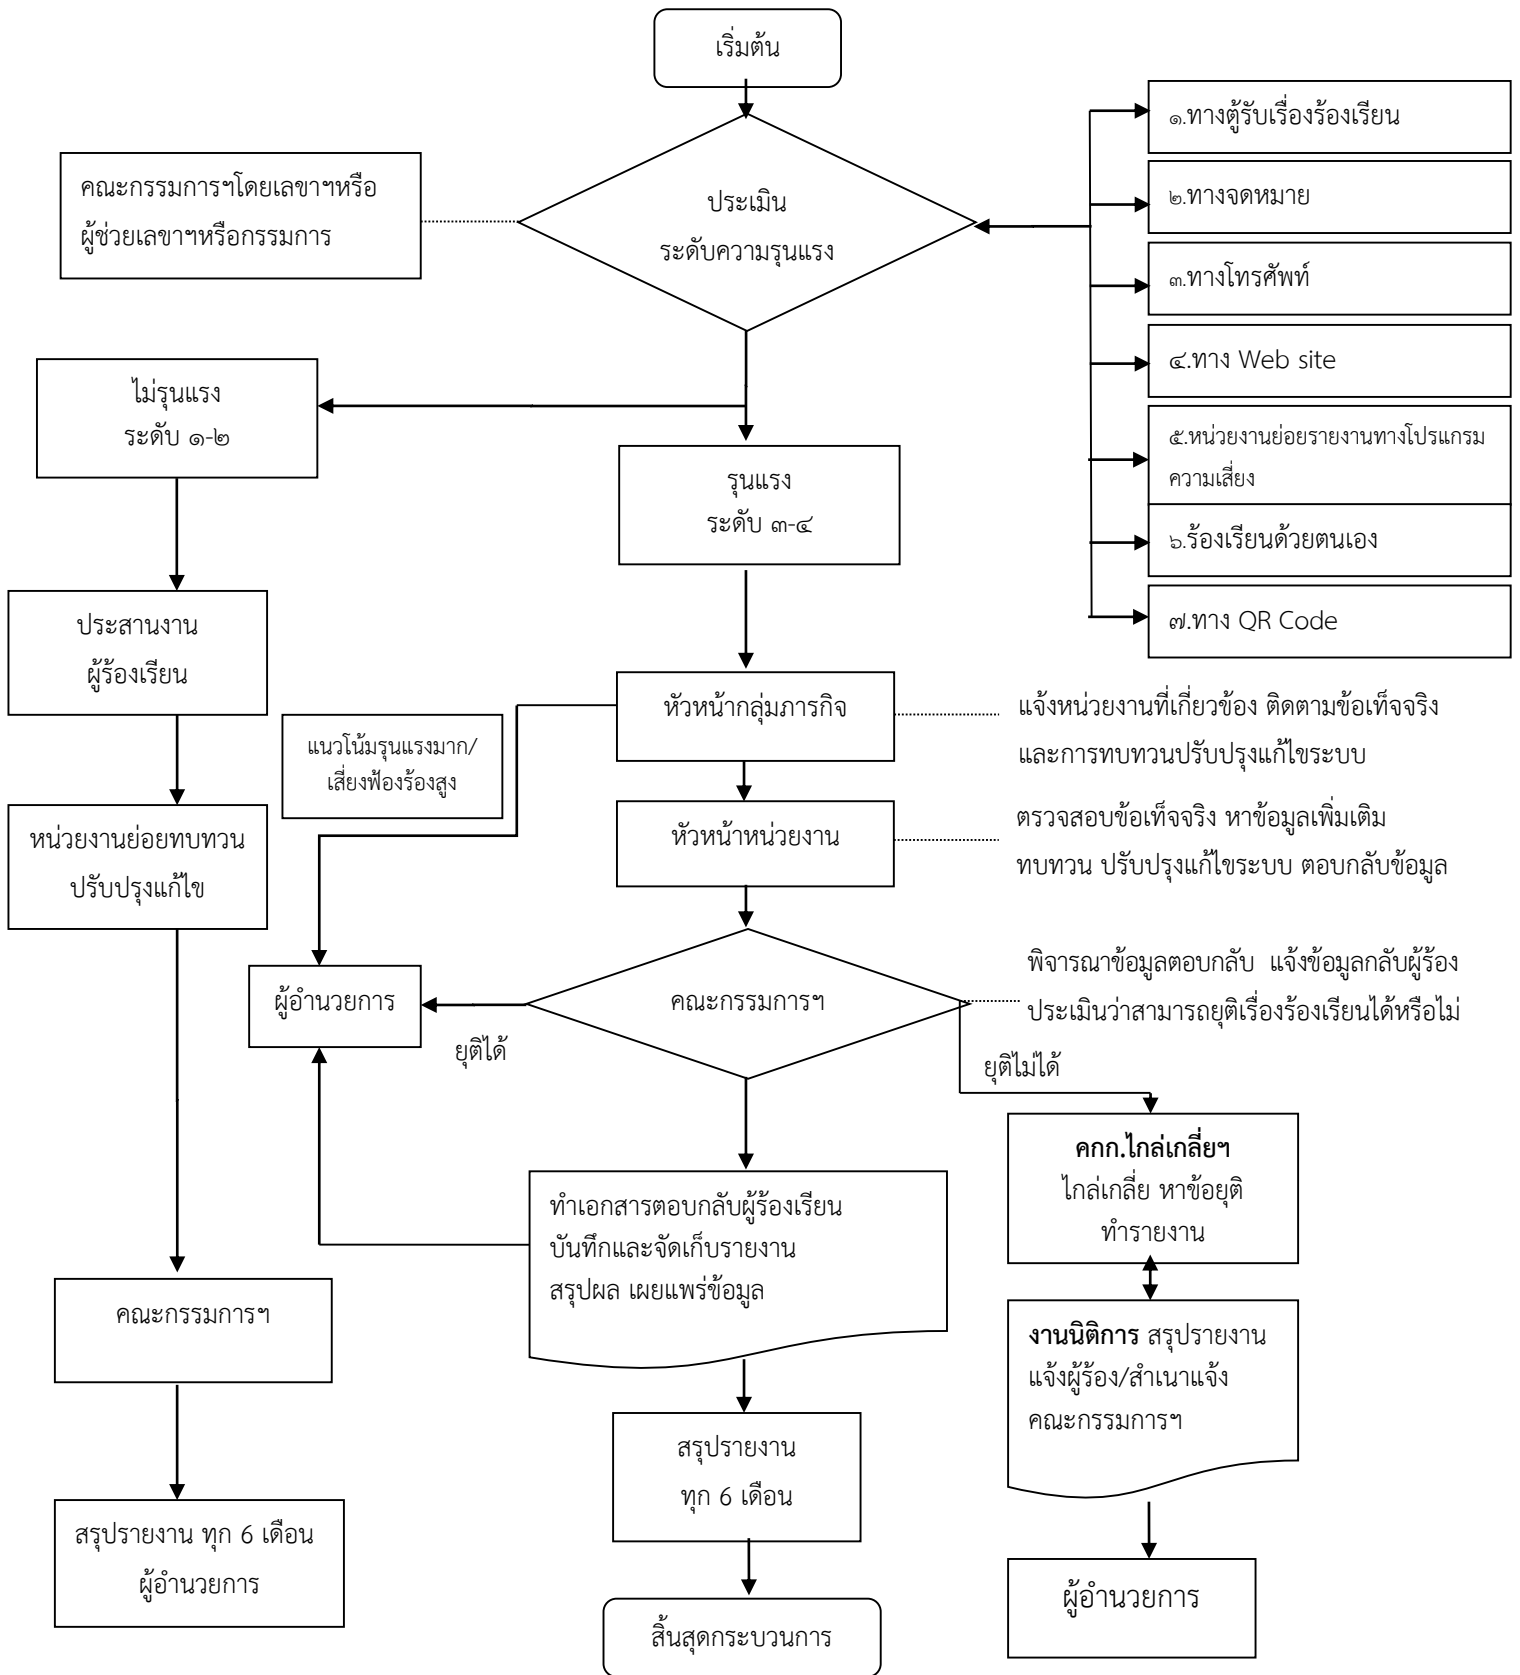 เริ่มต้น
คณะกรรมการฯโดยเลขาฯหรือ
ผู้ช่วยเลขาฯหรือกรรมการ
ประเมิน
ระดับความรุนแรง
๑.ทางตู้รับเรื่องร้องเรียน
๒.ทางจดหมาย
๓.ทางโทรศัพท์
๔.ทาง Web site
๕.หน่วยงานย่อยรายงานทางโปรแกรม
ความเสี่ยง
๖.ร้องเรียนด้วยตนเอง
๗.ทาง QR Code
ไม่รุนแรง
ระดับ ๑-๒
รุนแรง
ระดับ ๓-๔
ประสานงาน
ผู้ร้องเรียน
หัวหน้ากลุ่มภารกิจ
แจ้งหน่วยงานที่เกี่ยวข้อง ติดตามข้อเท็จจริง
และการทบทวนปรับปรุงแก้ไขระบบ
แนวโน้มรุนแรงมาก/
เสี่ยงฟ้องร้องสูง
หน่วยงานย่อยทบทวน
ปรับปรุงแก้ไข
หัวหน้าหน่วยงาน
ตรวจสอบข้อเท็จจริง หาข้อมูลเพิ่มเติม
ทบทวน ปรับปรุงแก้ไขระบบ ตอบกลับข้อมูล
ผู้อำนวยการ
ยุติได้
คณะกรรมการฯ
พิจารณาข้อมูลตอบกลับ แจ้งข้อมูลกลับผู้ร้อง
ประเมินว่าสามารถยุติเรื่องร้องเรียนได้หรือไม่
ยุติไม่ได้
คกก.ไกล่เกลี่ยฯ
ไกล่เกลี่ย หาข้อยุติ
ทำรายงาน
ทำเอกสารตอบกลับผู้ร้องเรียน
บันทึกและจัดเก็บรายงาน
สรุปผล เผยแพร่ข้อมูล
คณะกรรมการฯ
งานนิติการ สรุปรายงาน
แจ้งผู้ร้อง/สำเนาแจ้ง
คณะกรรมการฯ
สรุปรายงาน
ทุก 6 เดือน
สรุปรายงาน ทุก 6 เดือน
ผู้อำนวยการ
ผู้อำนวยการ
สิ้นสุดกระบวนการ